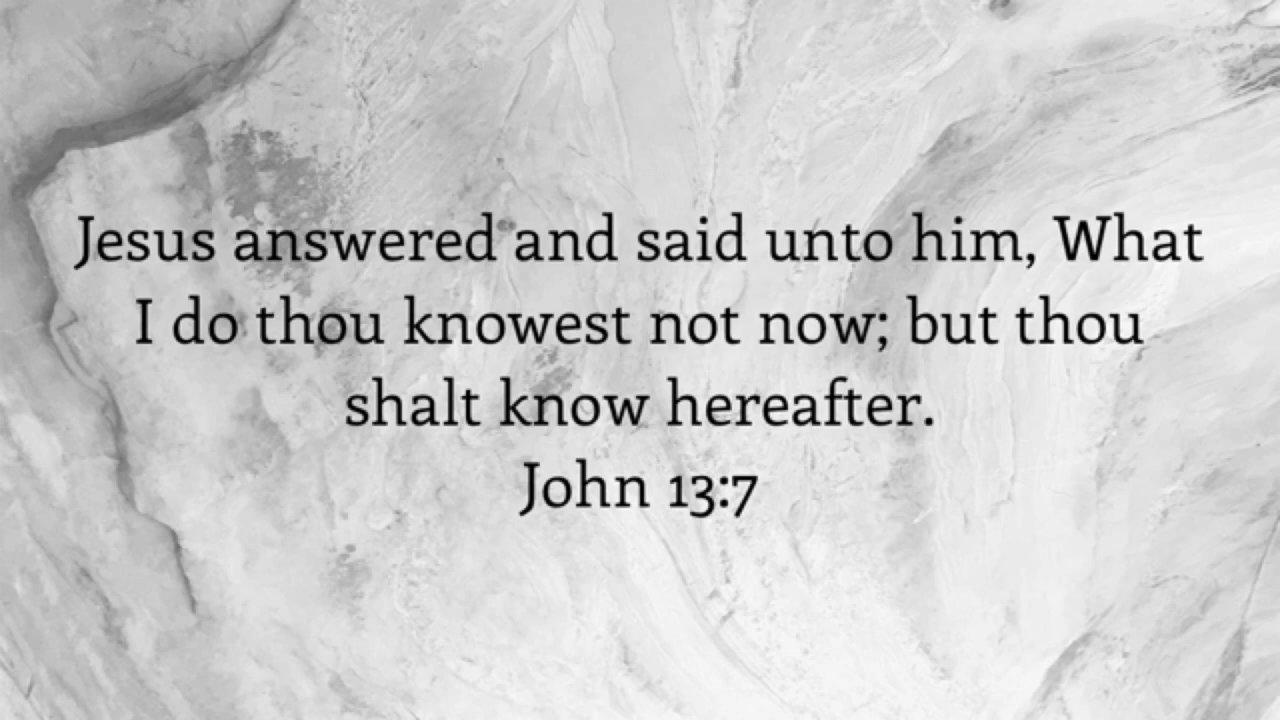 Jesus answered and said unto him, What
I do thou knowest not now; but thou
shalt know hereafter.
John 13:7